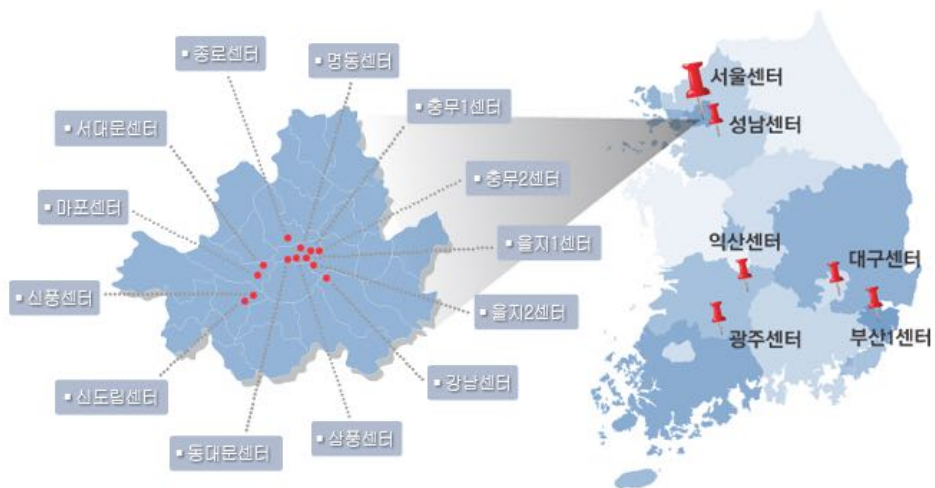 ▪ 종로센터
▪ 명동센터
▪ 서대문센터
▪ 충무1센터
▪ 마포센터
▪ 충무2센터
▪ 신풍센터
▪ 을지1센터
▪ 을지2센터
▪ 신도림센터
▪ 강남센터
▪ 동대문센터
▪ 삼풍센터
서울센터
성남센터
익산센터
대구센터
광주센터
부산1센터